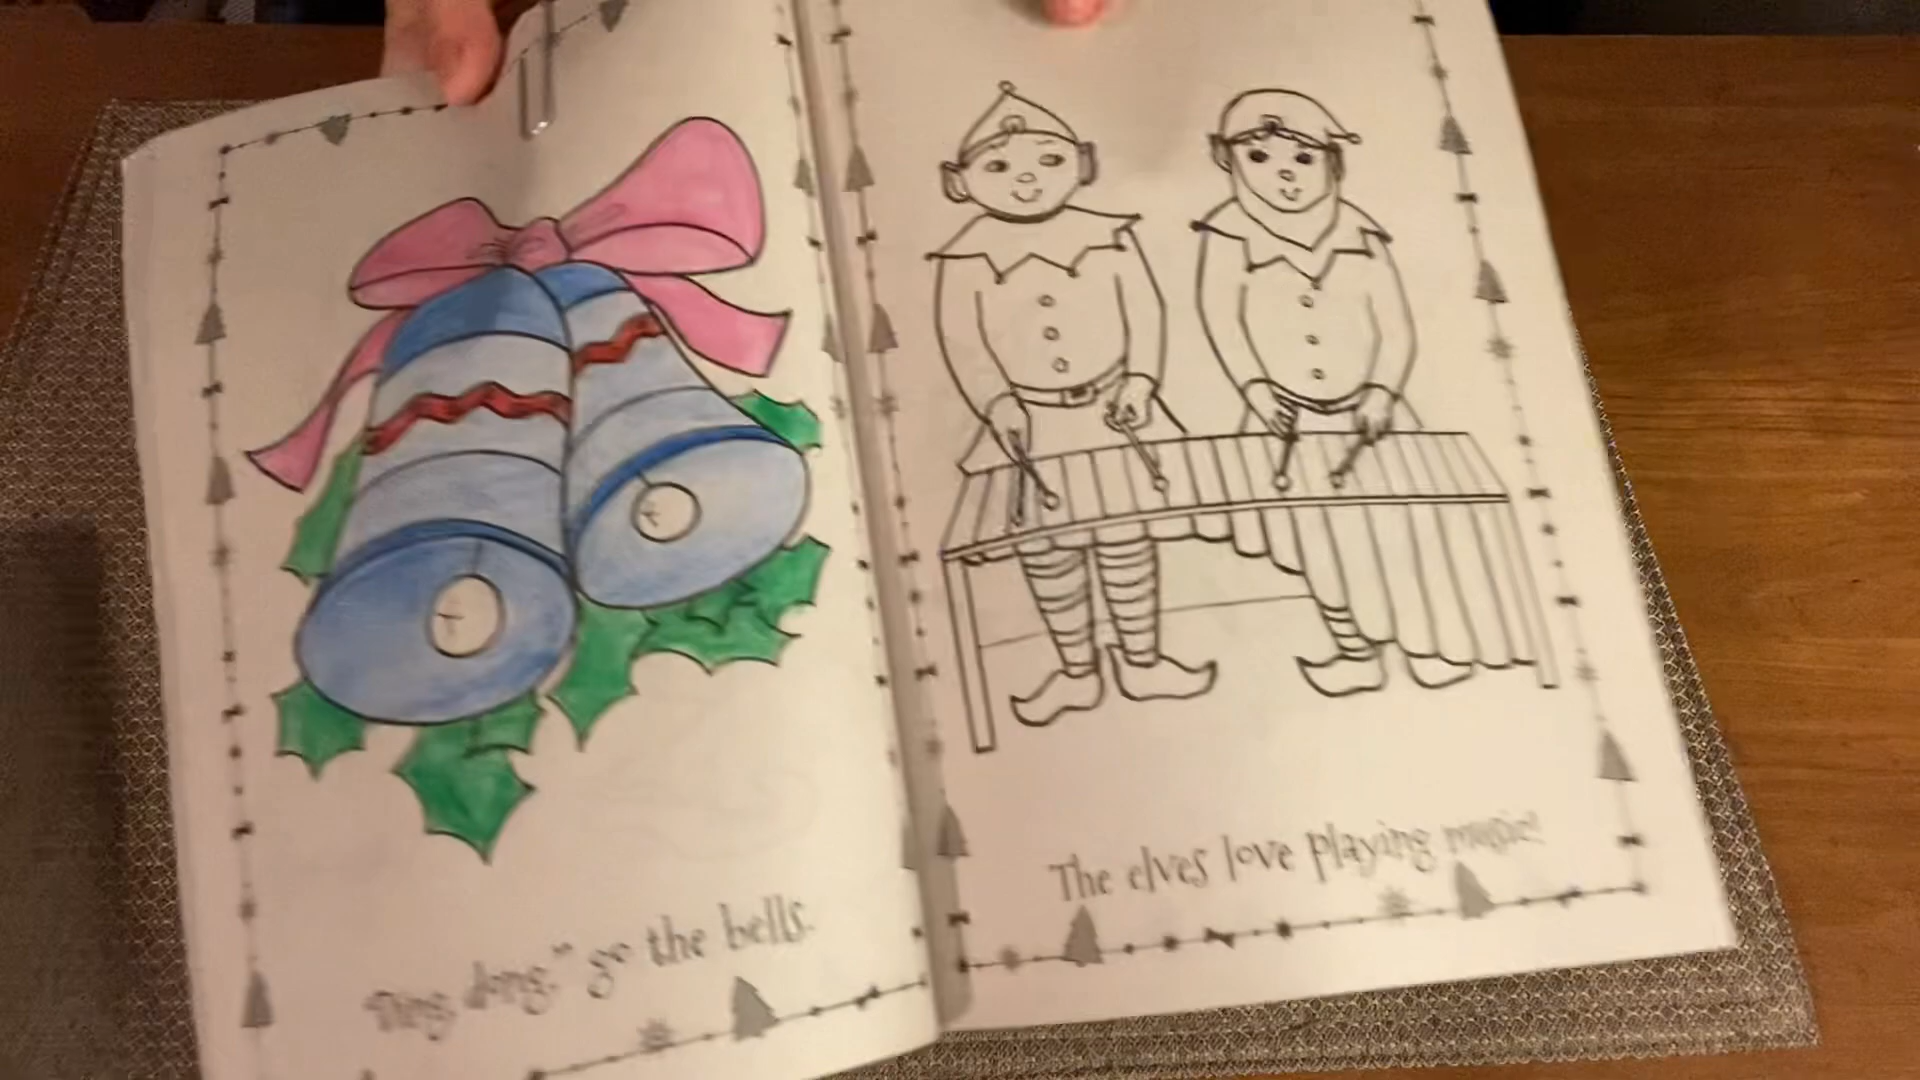 "Ding, dong," go the bells.
The elves love playing music!